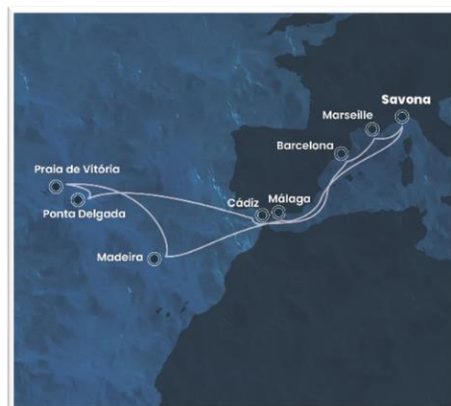 Savona
Marseille
Barcelona
Praia de Vitória
Málaga
Cádiz
Ponta Delgada
Madeira